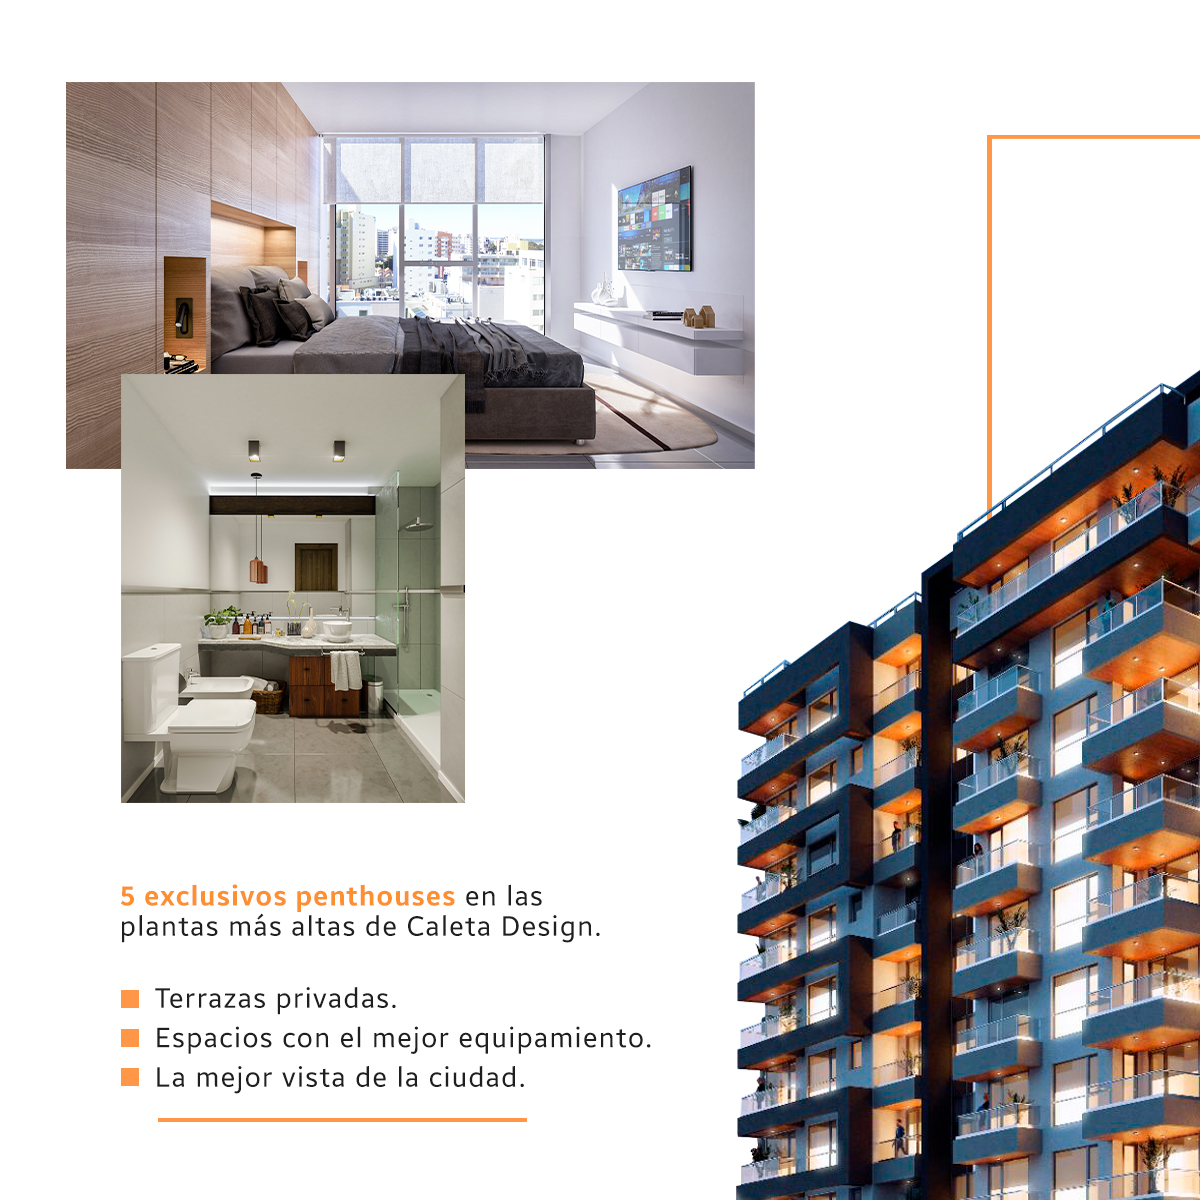 5 exclusivos penthouses en las
plantas más altas de Caleta Design.
Terrazas privadas.
Espacios con el mejor equipamiento.
La mejor vista de la ciudad.